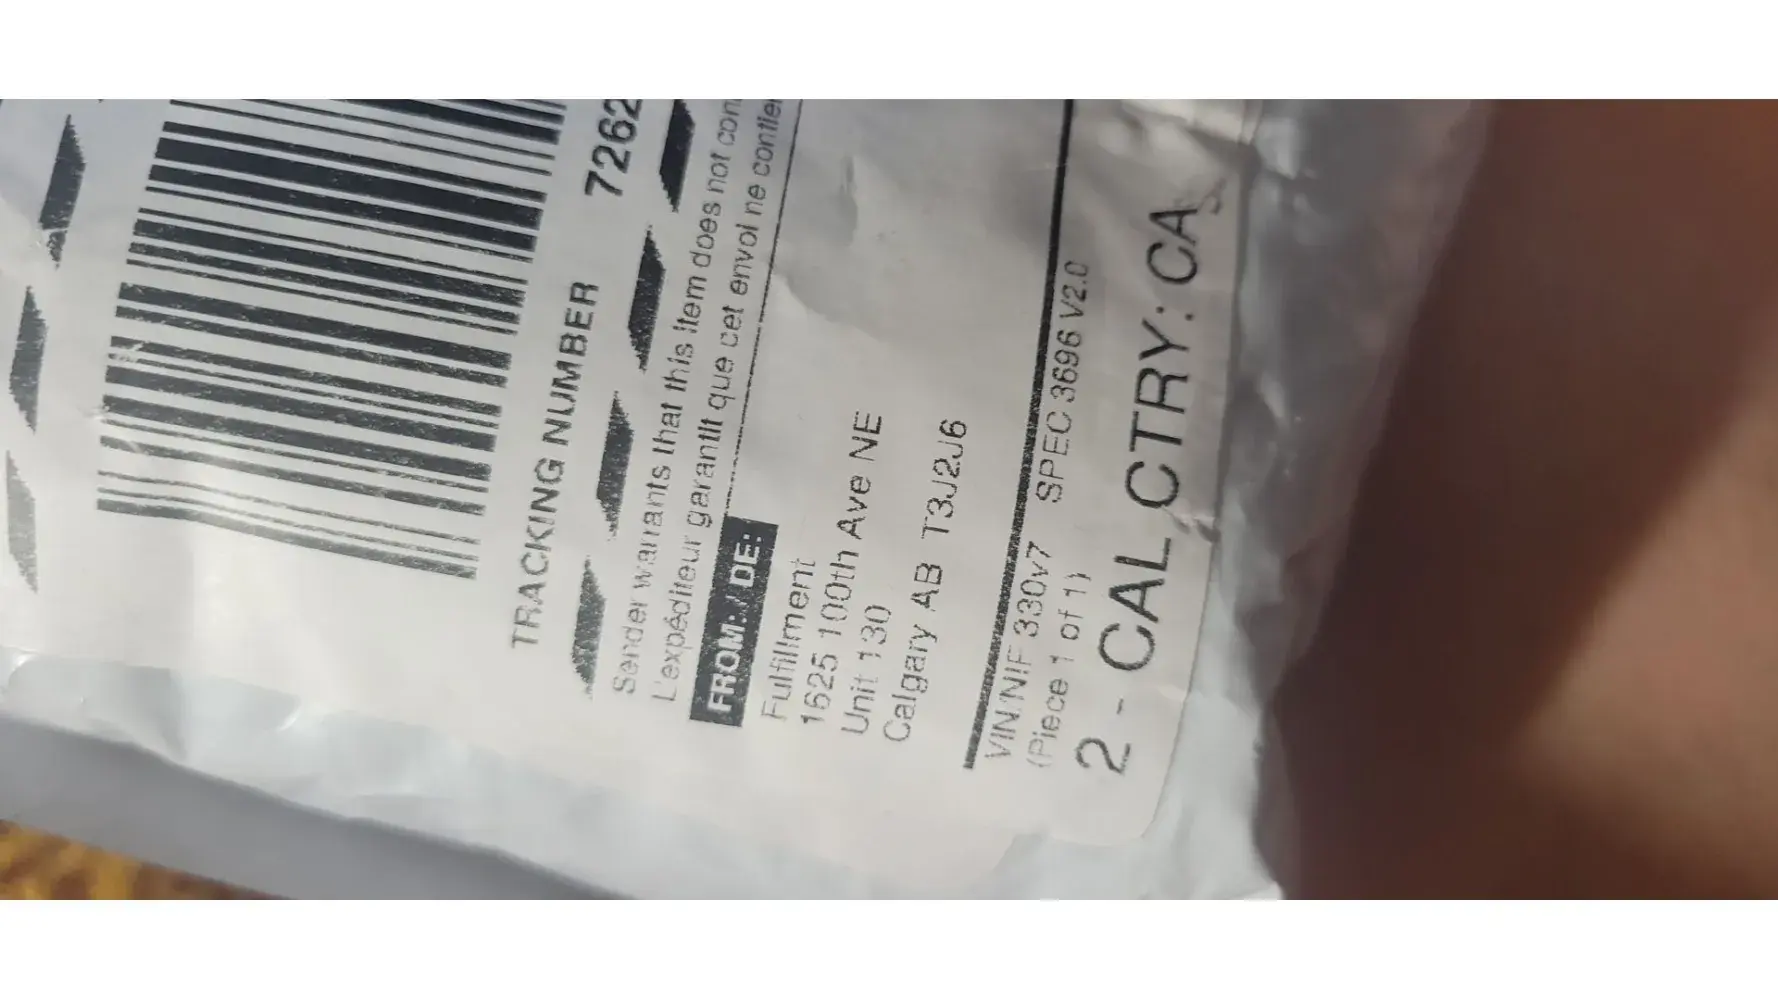 TRACKING NUMBER 7262
Sender warrants that this item does not con
L'expéditeur garantit que cet envoi ne contie
FROM: / DE:
Fulfillment
1625 100th Ave NE
Unit 130
Calgary AB T3J2J6
VIN/NIF 330v7 SPEC 3696 V2.0
(Piece 1 of 1)
2 - CAL CTRY: CA